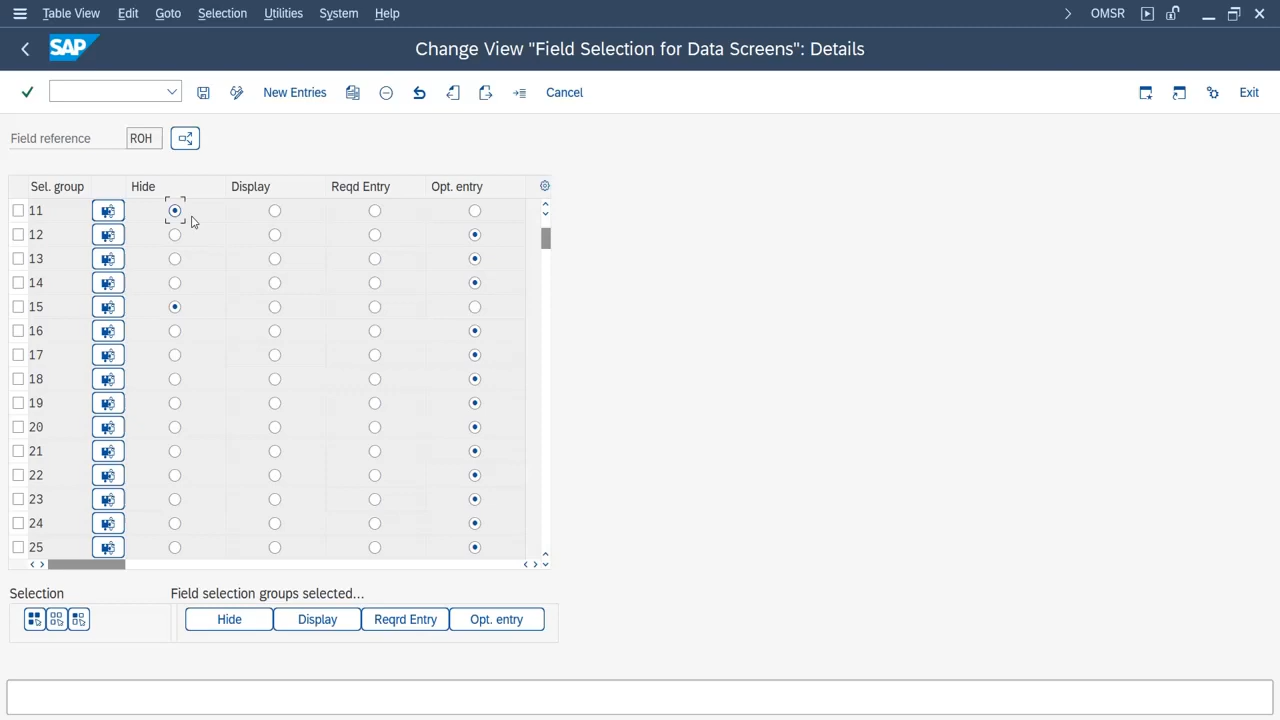 Table View Edit Goto Selection Utilities System Help OMSR
SAP Change View "Field Selection for Data Screens": Details
New Entries Cancel Exit
Field reference ROH
Sel. group Hide Display Reqd Entry Opt. entry
11
12
13
14
15
16
17
18
19
20
21
22
23
24
25
Selection Field selection groups selected...
Hide Display Reqrd Entry Opt. entry